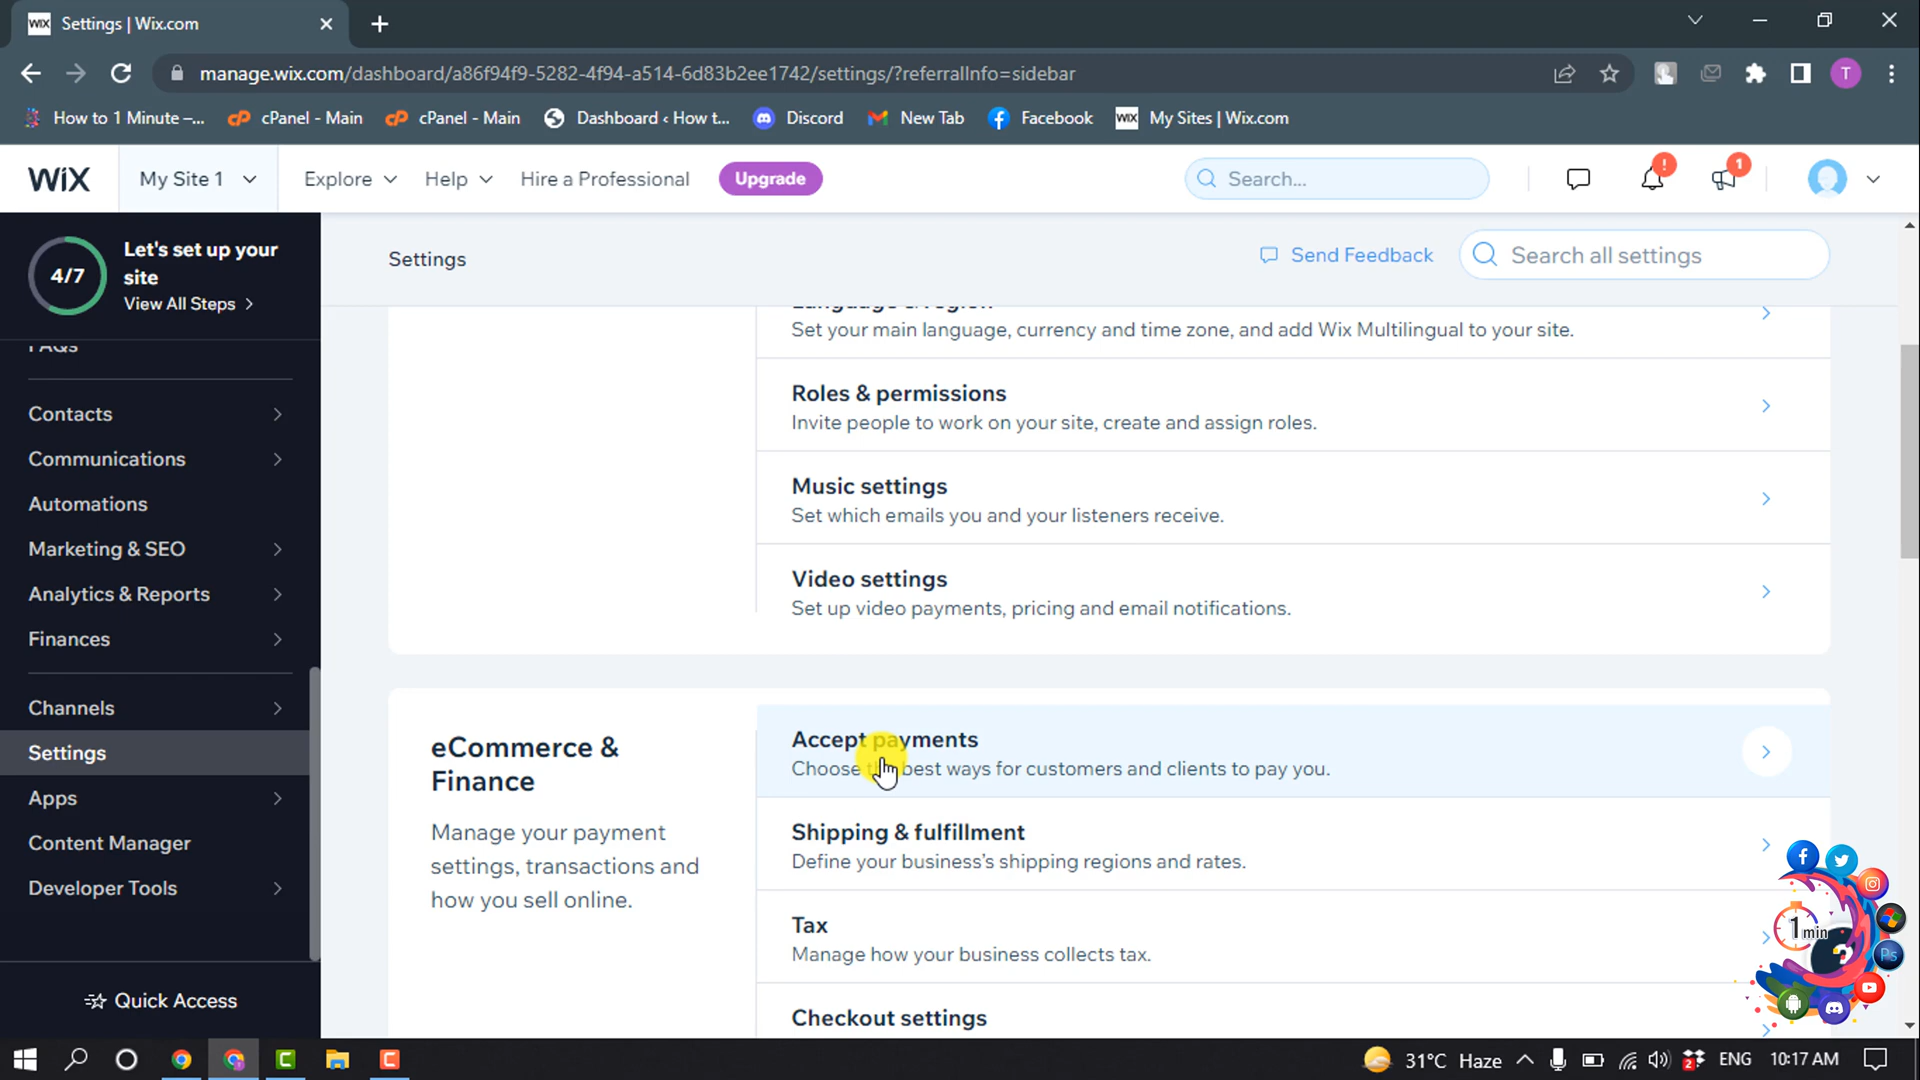 Settings | Wix.com
manage.wix.com/dashboard/a86f94f9-5282-4f94-a514-6d83b2ee1742/settings/?referralInfo=sidebar
T
How to 1 Minute –...
cPanel - Main
cPanel - Main
Dashboard ‹ How t...
Discord
New Tab
Facebook
WIX
My Sites | Wix.com
WIX
My Site 1
Explore
Help
Hire a Professional
Upgrade
Search...
!
1
4/7
Let's set up your
site
View All Steps
Settings
Send Feedback
Search all settings
FAQs
Contacts
Communications
Automations
Marketing & SEO
Analytics & Reports
Finances
Channels
Settings
Apps
Content Manager
Developer Tools
Quick Access
Language & region
Set your main language, currency and time zone, and add Wix Multilingual to your site.
Roles & permissions
Invite people to work on your site, create and assign roles.
Music settings
Set which emails you and your listeners receive.
Video settings
Set up video payments, pricing and email notifications.
eCommerce &
Finance
Manage your payment
settings, transactions and
how you sell online.
Accept payments
Choose the best ways for customers and clients to pay you.
Shipping & fulfillment
Define your business's shipping regions and rates.
Tax
Manage how your business collects tax.
Checkout settings
1 min
?
Ps
31°C Haze
ENG
10:17 AM